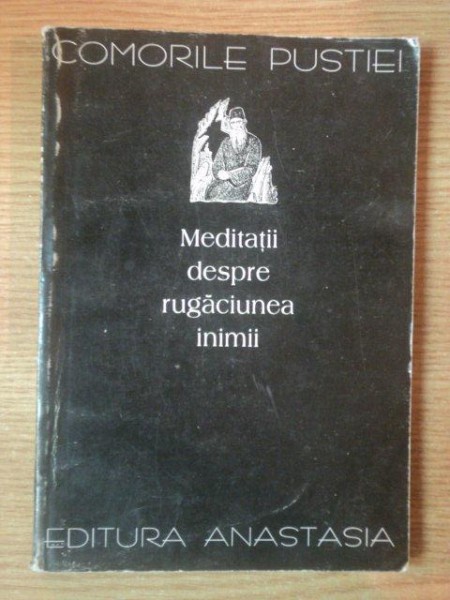 COMORILE PUSTIEI
Meditații
despre
rugăciunea
inimii
EDITURA ANASTASIA